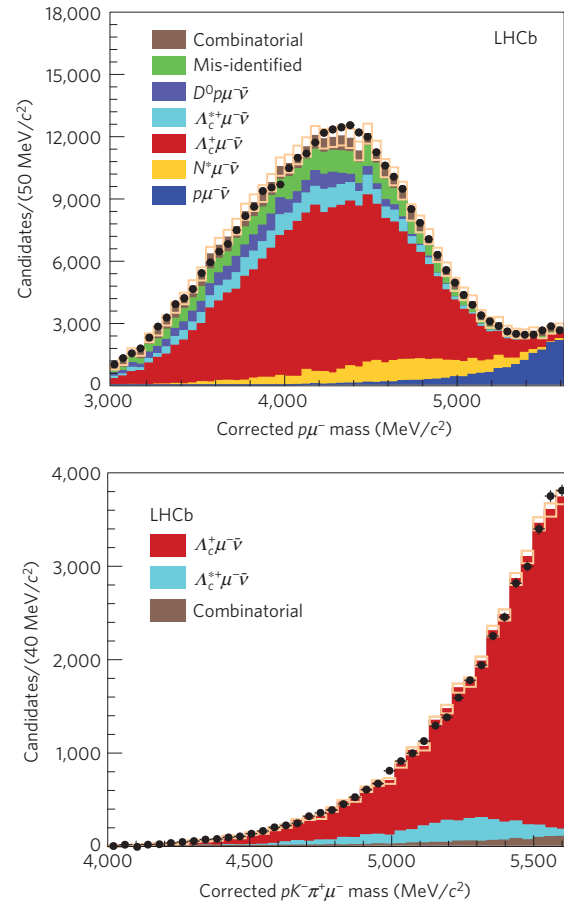 18,000
15,000
12,000
9,000
6,000
3,000
0
Candidates/(50 MeV/c²)
Combinatorial
Mis-identified
D⁰pμ⁻ν̄
Λc*⁺μ⁻ν̄
Λc⁺μ⁻ν̄
N*μ⁻ν̄
pμ⁻ν̄
LHCb
3,000 4,000 5,000
Corrected pμ⁻ mass (MeV/c²)
4,000
3,000
2,000
1,000
0
Candidates/(40 MeV/c²)
LHCb
Λc⁺μ⁻ν̄
Λc*⁺μ⁻ν̄
Combinatorial
4,000 4,500 5,000 5,500
Corrected pK⁻π⁺μ⁻ mass (MeV/c²)